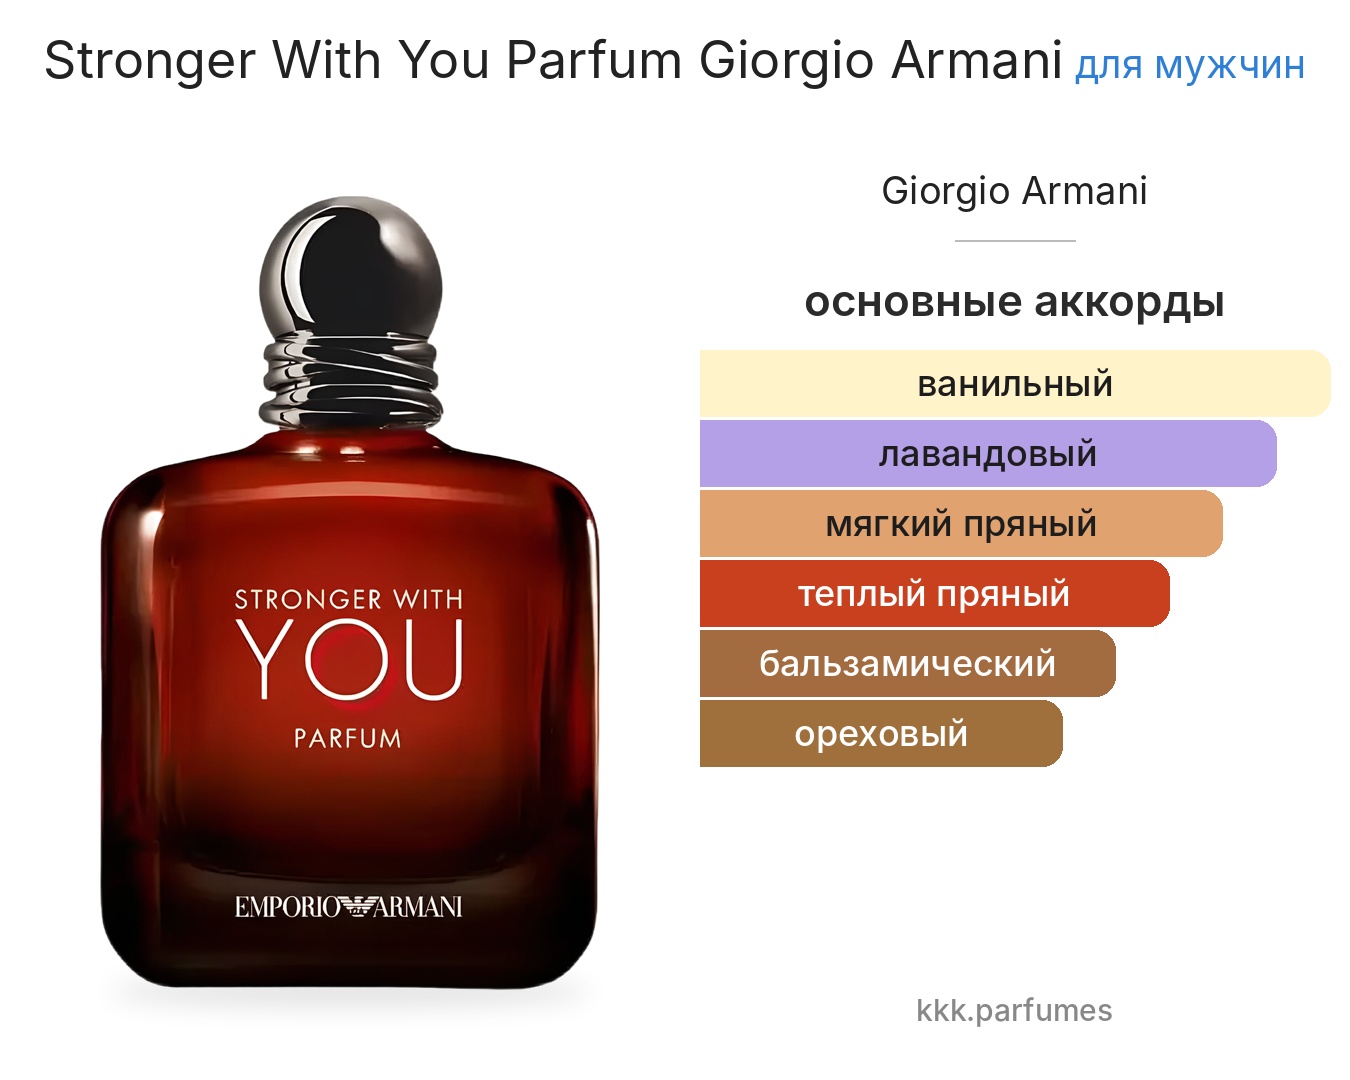 Stronger With You Parfum Giorgio Armani для мужчин
Giorgio Armani
основные аккорды
ванильный
лавандовый
мягкий пряный
теплый пряный
бальзамический
ореховый
STRONGER WITH
YOU
PARFUM
EMPORIO ARMANI
kkk.parfumes